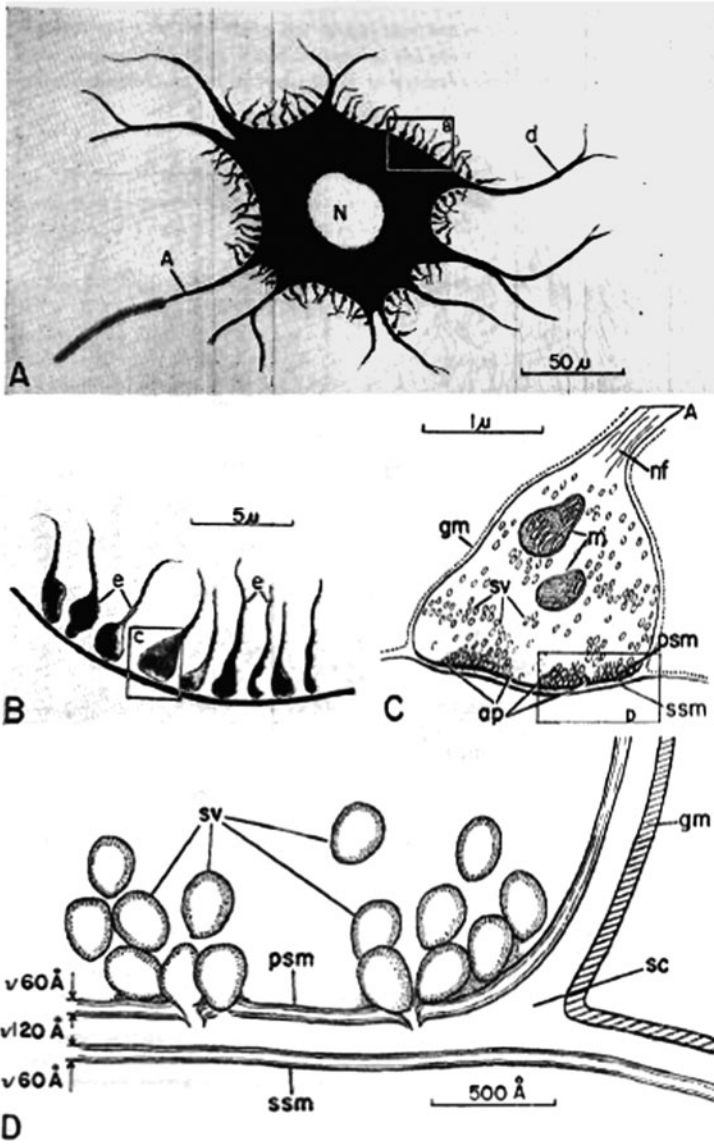 B
d
N
A
50 μ
A
1 μ
A
nf
gm
m
5 μ
sv
e
e
C
psm
B
C
ap
D
ssm
sv
gm
psm
sc
√60 Å
√120 Å
√60 Å
ssm
500 Å
D